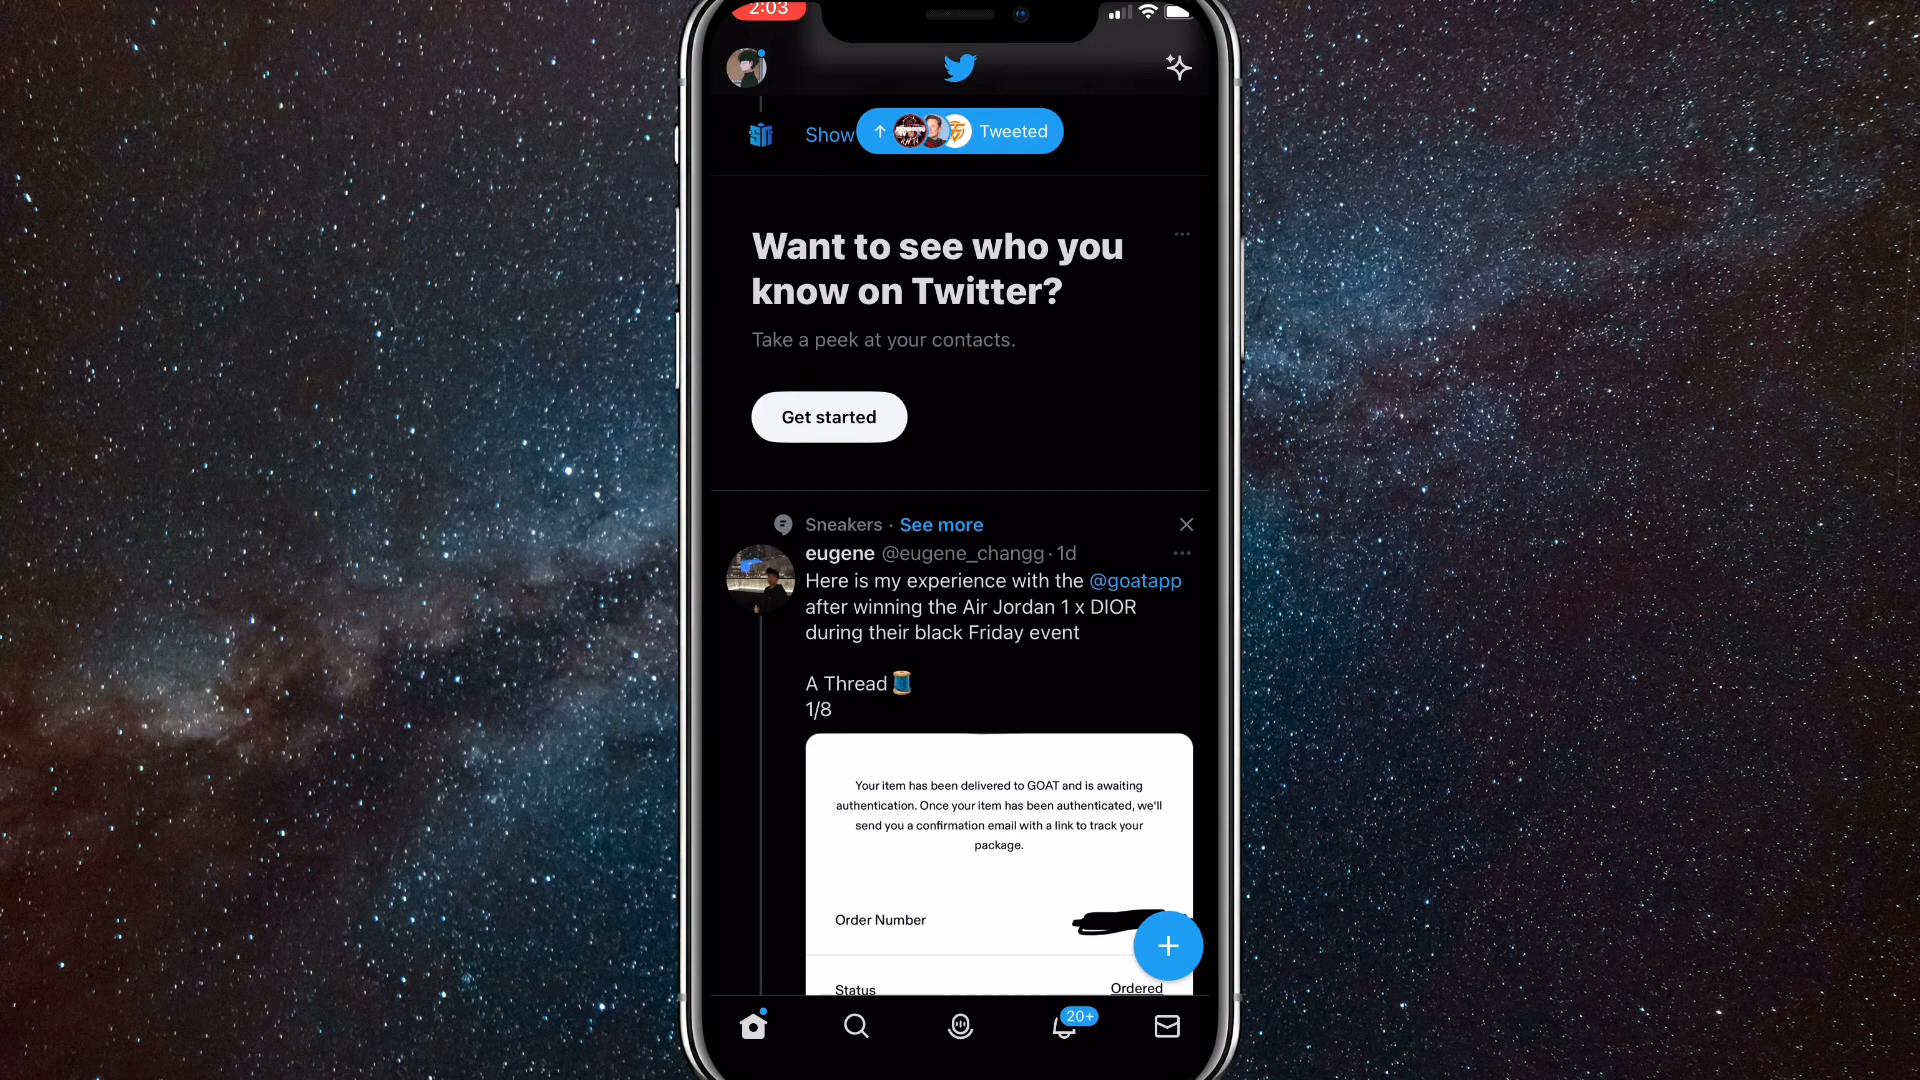 2:03
Show
Tweeted
Want to see who you
know on Twitter?
Take a peek at your contacts.
Get started
Sneakers · See more
eugene @eugene_changg · 1d
Here is my experience with the @goatapp
after winning the Air Jordan 1 x DIOR
during their black Friday event
A Thread🧵
1/8
Your item has been delivered to GOAT and is awaiting
authentication. Once your item has been authenticated, we'll
send you a confirmation email with a link to track your
package.
Order Number
Status Ordered
20+